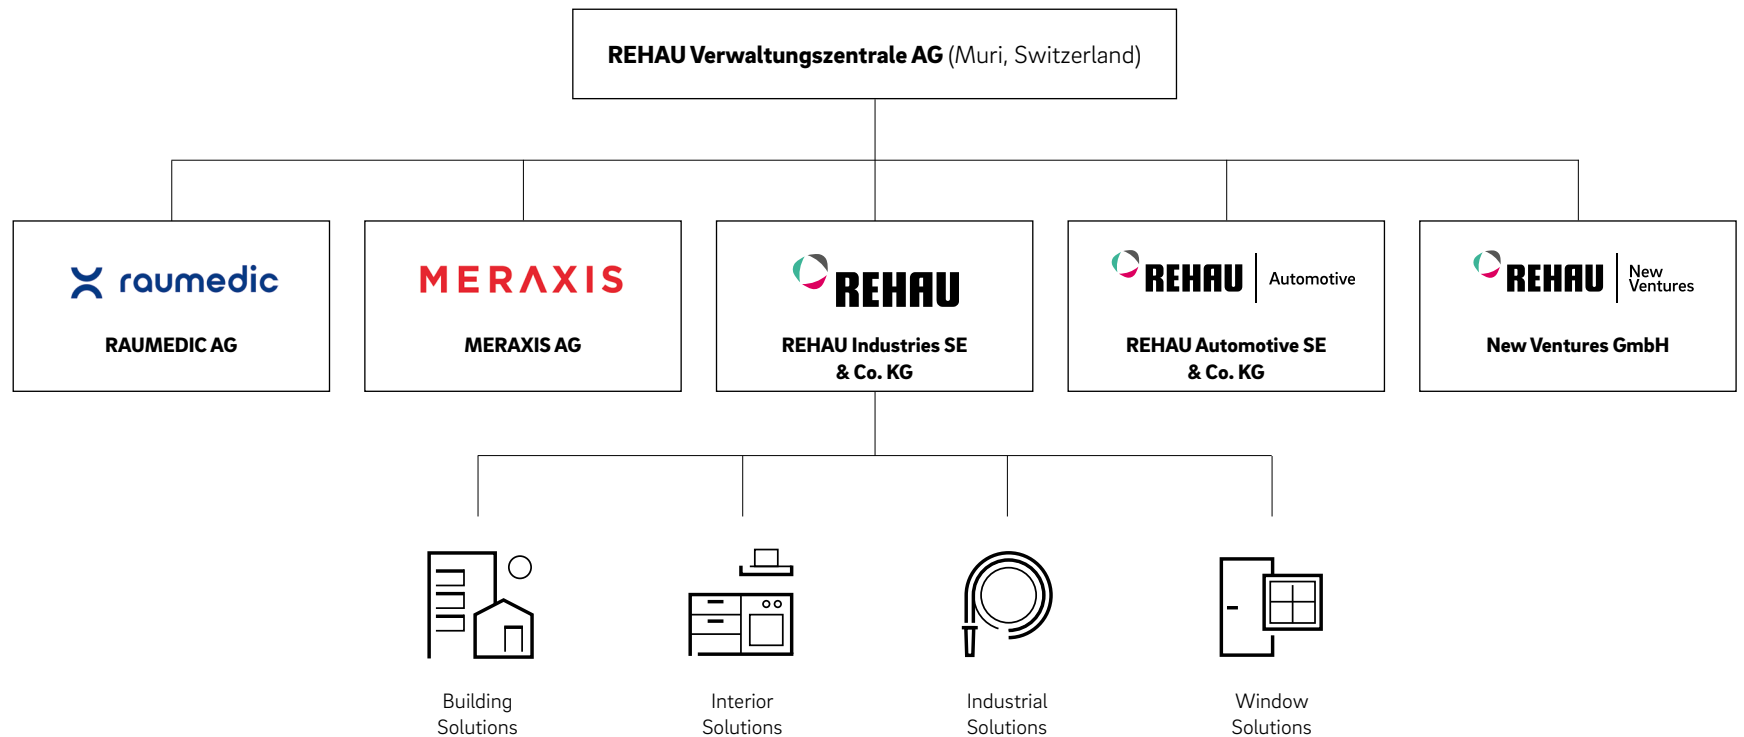 REHAU Verwaltungszentrale AG (Muri, Switzerland)
raumedic
RAUMEDIC AG
MERAXIS
MERAXIS AG
REHAU
REHAU Industries SE
& Co. KG
REHAU Automotive
REHAU Automotive SE
& Co. KG
REHAU New
Ventures
New Ventures GmbH
Building
Solutions
Interior
Solutions
Industrial
Solutions
Window
Solutions